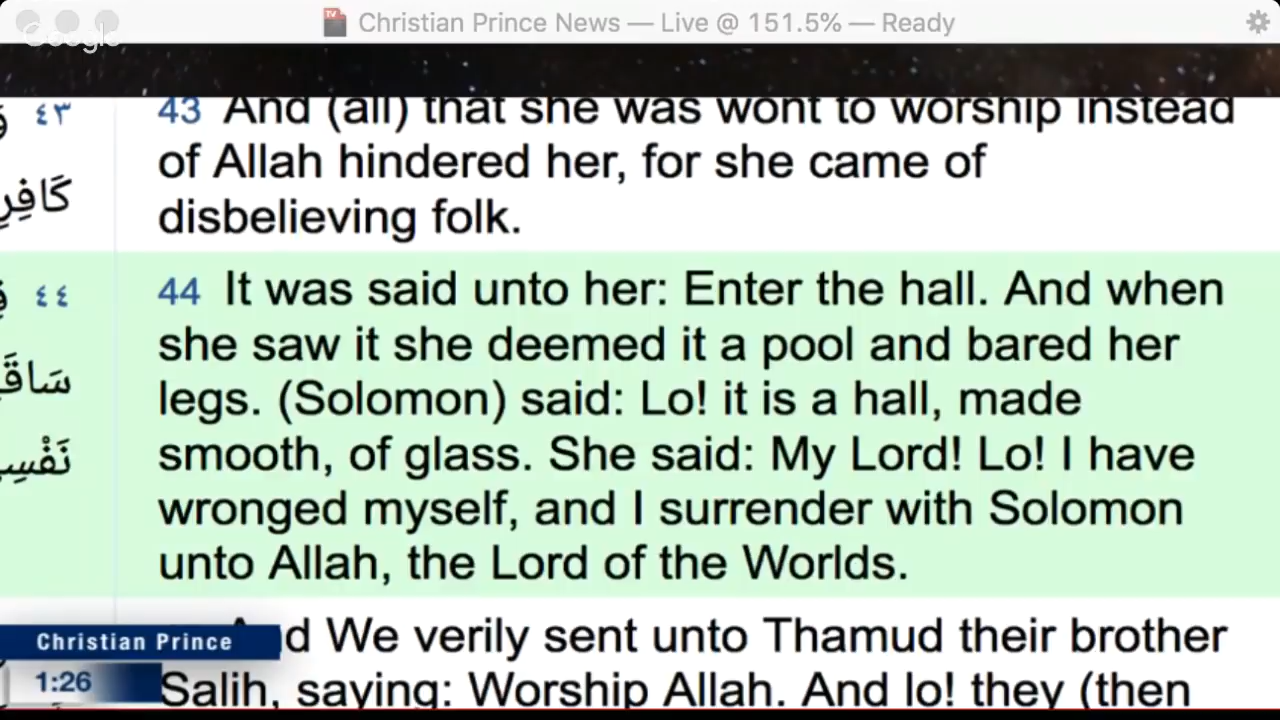 Christian Prince News — Live @ 151.5% — Ready
Google
٤٣
43 And (all) that she was wont to worship instead
of Allah hindered her, for she came of
disbelieving folk.
٤٤
44 It was said unto her: Enter the hall. And when
she saw it she deemed it a pool and bared her
legs. (Solomon) said: Lo! it is a hall, made
smooth, of glass. She said: My Lord! Lo! I have
wronged myself, and I surrender with Solomon
unto Allah, the Lord of the Worlds.
And We verily sent unto Thamud their brother
Salih, saying: Worship Allah. And lo! they (then
Christian Prince
1:26